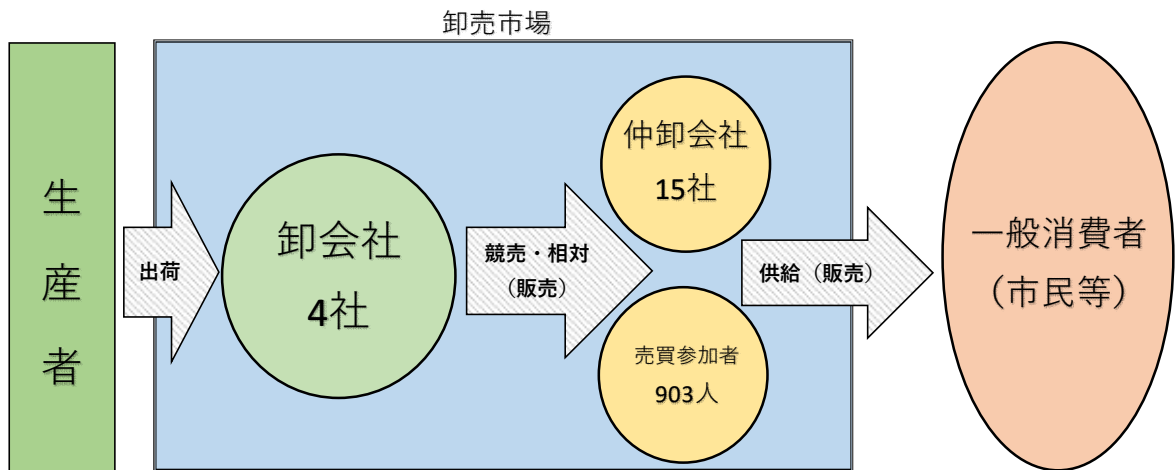 卸売市場
生
産
者
出荷
卸会社
4社
競売・相対
（販売）
仲卸会社
15社
売買参加者
903人
供給（販売）
一般消費者
（市民等）